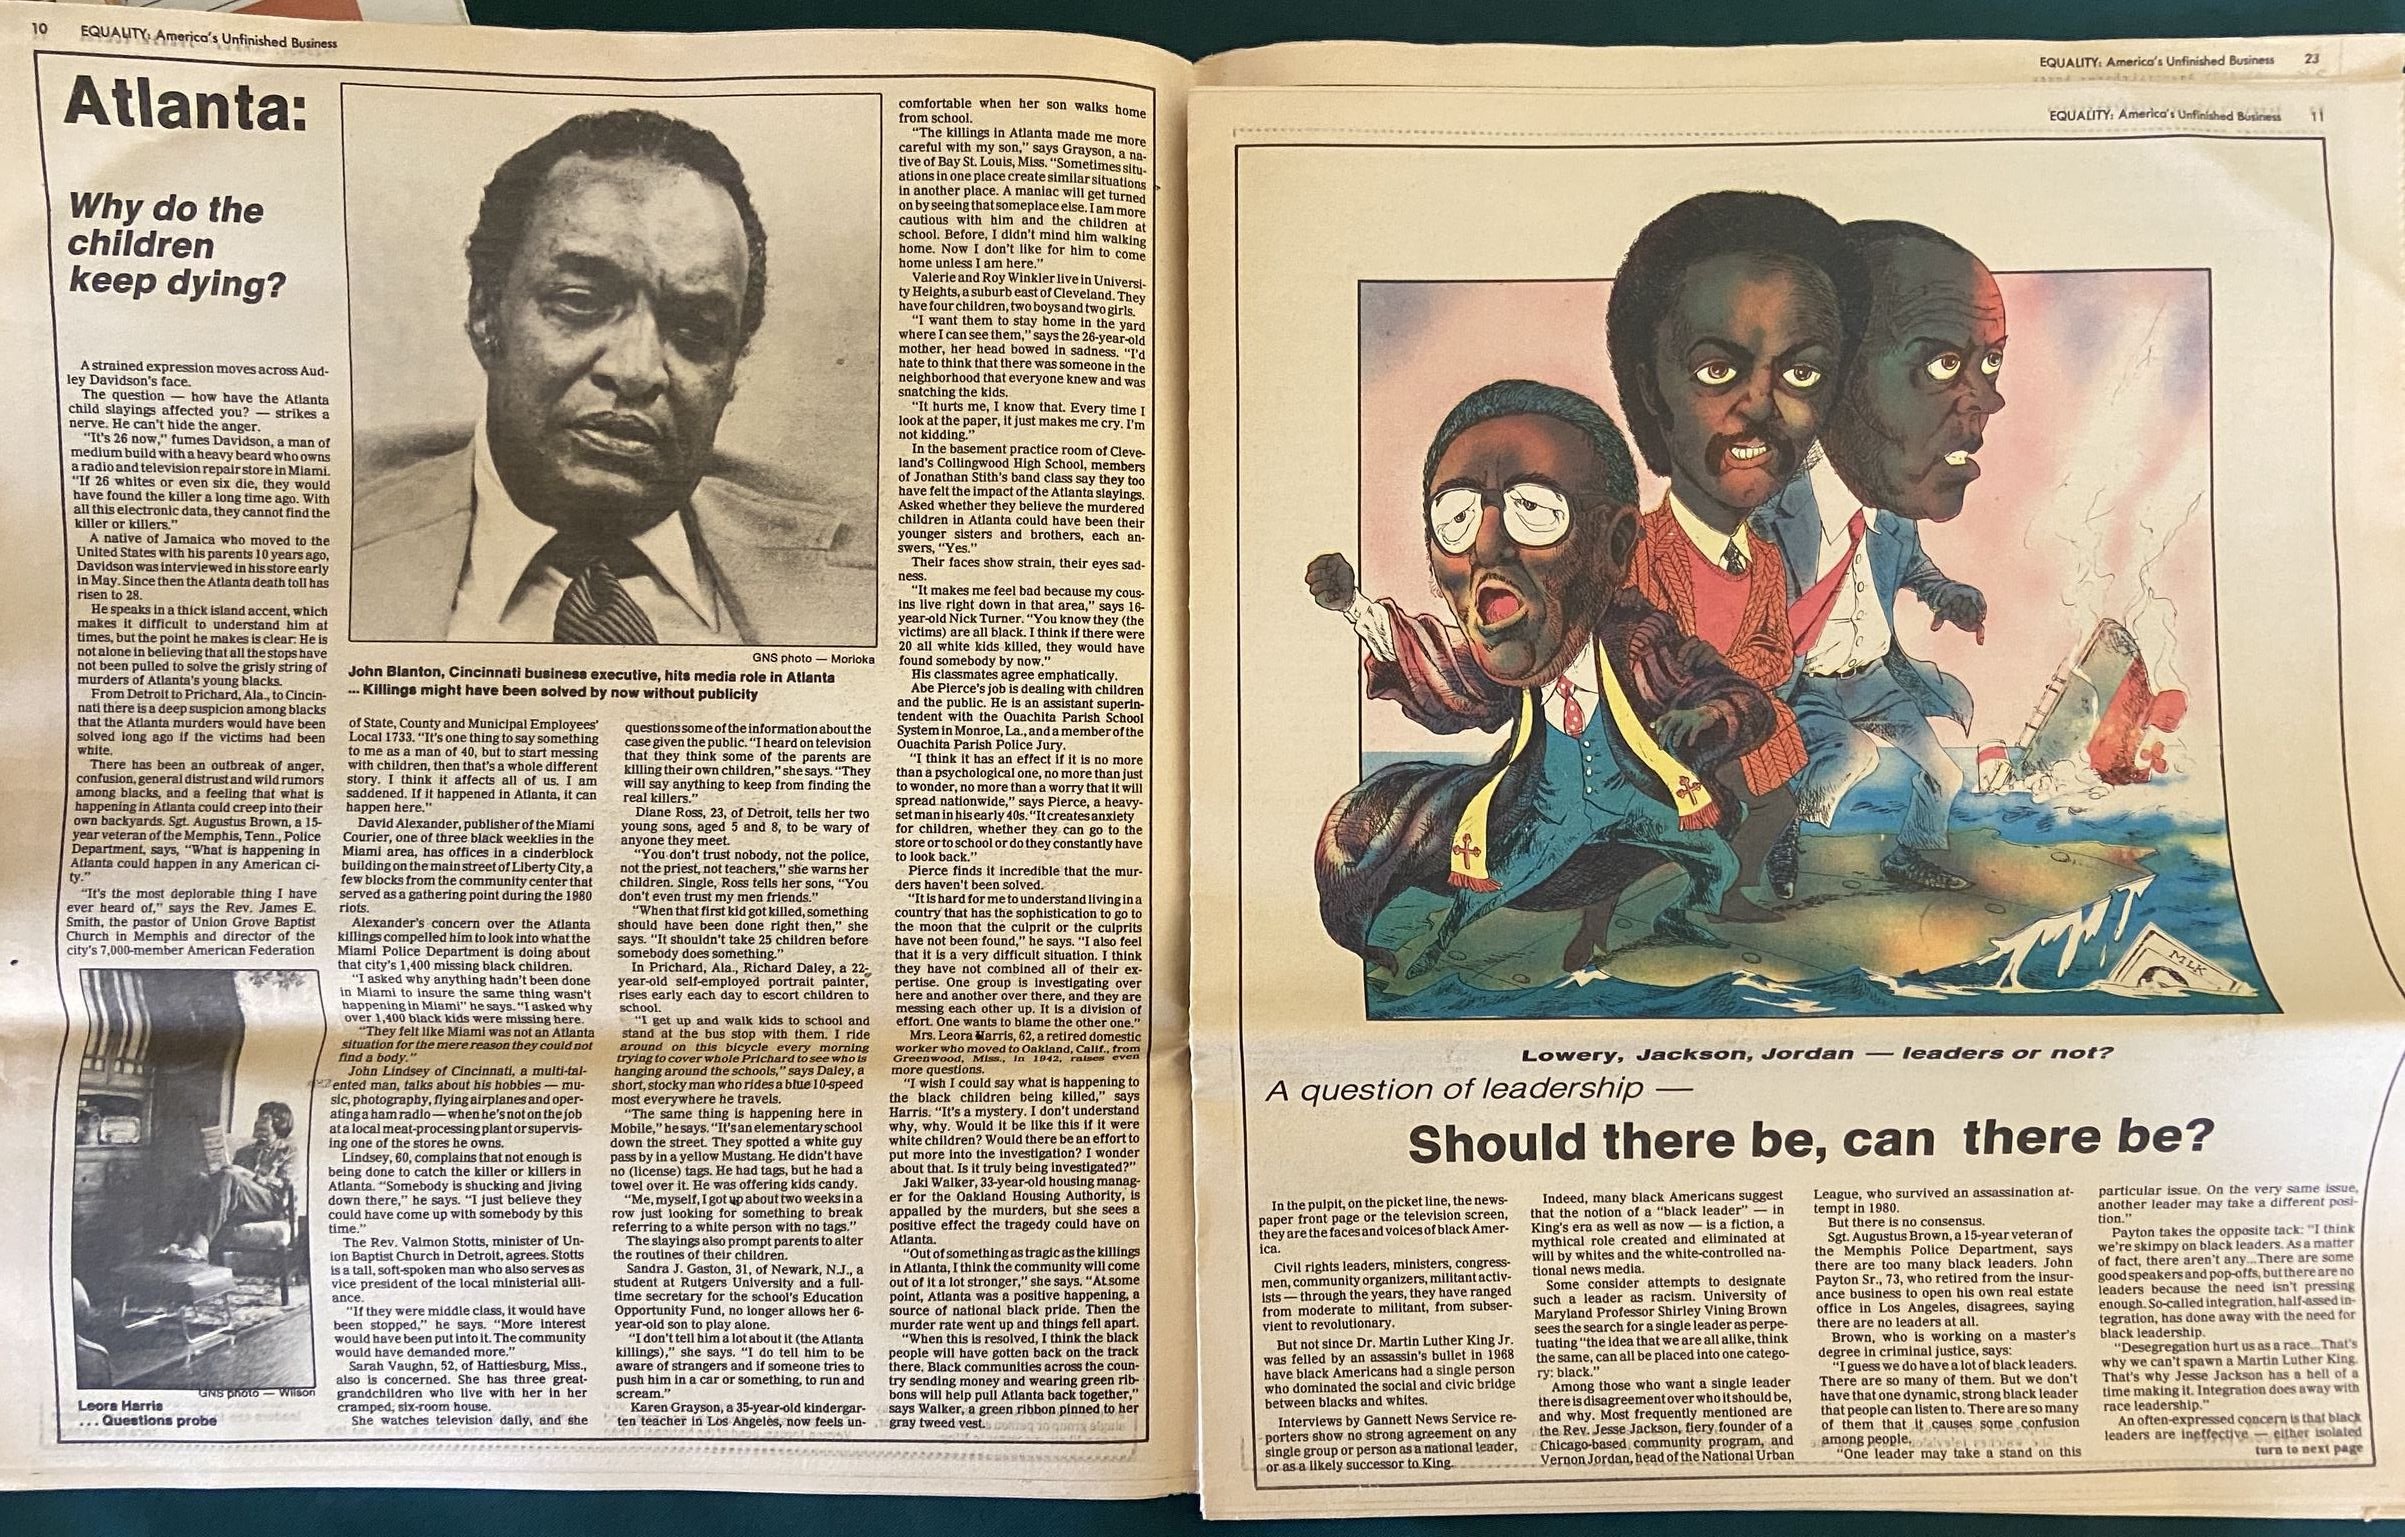 10 EQUALITY: America's Unfinished Business
Atlanta:
Why do the
children
keep dying?
A strained expression moves across Aud-
ley Davidson's face.
The question — how have the Atlanta
child slayings affected you? — strikes a
nerve. He can't hide the anger.
"It's 26 now," fumes Davidson, a man of
medium build with a heavy beard who owns
a radio and television repair store in Miami.
"If 26 whites or even six die, they would
have found the killer a long time ago. With
all this electronic data, they cannot find the
killer or killers."
A native of Jamaica who moved to the
United States with his parents 10 years ago,
Davidson was interviewed in his store early
in May. Since then the Atlanta death toll has
risen to 28.
He speaks in a thick island accent, which
makes it difficult to understand him at
times, but the point he makes is clear: He is
not alone in believing that all the stops have
not been pulled to solve the grisly string of
murders of Atlanta's young blacks.
From Detroit to Prichard, Ala., to Cincin-
nati there is a deep suspicion among blacks
that the Atlanta murders would have been
solved long ago if the victims had been
white.
There has been an outbreak of anger,
confusion, general distrust and wild rumors
among blacks, and a feeling that what is
happening in Atlanta could creep into their
own backyards. Sgt. Augustus Brown, a 15-
year veteran of the Memphis, Tenn., Police
Department, says, "What is happening in
Atlanta could happen in any American ci-
ty."
"It's the most deplorable thing I have
ever heard of," says the Rev. James E.
Smith, the pastor of Union Grove Baptist
Church in Memphis and director of the
city's 7,000-member American Federation
GNS photo — Wilson
Leora Harris
... Questions probe
GNS photo — Morioka
John Blanton, Cincinnati business executive, hits media role in Atlanta
... Killings might have been solved by now without publicity
of State, County and Municipal Employees'
Local 1733. "It's one thing to say something
to me as a man of 40, but to start messing
with children, then that's a whole different
story. I think it affects all of us. I am
saddened. If it happened in Atlanta, it can
happen here."
David Alexander, publisher of the Miami
Courier, one of three black weeklies in the
Miami area, has offices in a cinderblock
building on the main street of Liberty City, a
few blocks from the community center that
served as a gathering point during the 1980
riots.
Alexander's concern over the Atlanta
killings compelled him to look into what the
Miami Police Department is doing about
that city's 1,400 missing black children.
"I asked why anything hadn't been done
in Miami to insure the same thing wasn't
happening in Miami" he says. "I asked why
over 1,400 black kids were missing here.
"They felt like Miami was not an Atlanta
situation for the mere reason they could not
find a body."
John Lindsey of Cincinnati, a multi-tal-
ented man, talks about his hobbies — mu-
sic, photography, flying airplanes and oper-
ating a ham radio — when he's not on the job
at a local meat-processing plant or supervis-
ing one of the stores he owns.
Lindsey, 60, complains that not enough is
being done to catch the killer or killers in
Atlanta. "Somebody is shucking and jiving
down there," he says. "I just believe they
could have come up with somebody by this
time."
The Rev. Valmon Stotts, minister of Un-
ion Baptist Church in Detroit, agrees. Stotts
is a tall, soft-spoken man who also serves as
vice president of the local ministerial alli-
ance.
"If they were middle class, it would have
been stopped," he says. "More interest
would have been put into it. The community
would have demanded more."
Sarah Vaughn, 52, of Hattiesburg, Miss.,
also is concerned. She has three great-
grandchildren who live with her in her
cramped, six-room house.
She watches television daily, and she
questions some of the information about the
case given the public. "I heard on television
that they think some of the parents are
killing their own children," she says. "They
will say anything to keep from finding the
real killers."
Diane Ross, 23, of Detroit, tells her two
young sons, aged 5 and 8, to be wary of
anyone they meet.
"You don't trust nobody, not the police,
not the priest, not teachers," she warns her
children. Single, Ross tells her sons, "You
don't even trust my men friends."
"When that first kid got killed, something
should have been done right then," she
says. "It shouldn't take 25 children before
somebody does something."
In Prichard, Ala., Richard Daley, a 22-
year-old self-employed portrait painter,
rises early each day to escort children to
school.
"I get up and walk kids to school and
stand at the bus stop with them. I ride
around on this bicycle every morning
trying to cover whole Prichard to see who is
hanging around the schools," says Daley, a
short, stocky man who rides a blue 10-speed
most everywhere he travels.
"The same thing is happening here in
Mobile," he says. "It's an elementary school
down the street. They spotted a white guy
pass by in a yellow Mustang. He didn't have
no (license) tags. He had tags, but he had a
towel over it. He was offering kids candy.
"Me, myself, I got up about two weeks in a
row just looking for something to break
referring to a white person with no tags."
The slayings also prompt parents to alter
the routines of their children.
Sandra J. Gaston, 31, of Newark, N.J., a
student at Rutgers University and a full-
time secretary for the school's Education
Opportunity Fund, no longer allows her 6-
year-old son to play alone.
"I don't tell him a lot about it (the Atlanta
killings)," she says. "I do tell him to be
aware of strangers and if someone tries to
push him in a car or something, to run and
scream."
Karen Grayson, a 35-year-old kindergar-
ten teacher in Los Angeles, now feels un-
comfortable when her son walks home
from school.
"The killings in Atlanta made me more
careful with my son," says Grayson, a na-
tive of Bay St. Louis, Miss. "Sometimes situ-
ations in one place create similar situations
in another place. A maniac will get turned
on by seeing that someplace else. I am more
cautious with him and the children at
school. Before, I didn't mind him walking
home. Now I don't like for him to come
home unless I am here."
Valerie and Roy Winkler live in Universi-
ty Heights, a suburb east of Cleveland. They
have four children, two boys and two girls.
"I want them to stay home in the yard
where I can see them," says the 26-year-old
mother, her head bowed in sadness. "I'd
hate to think that there was someone in the
neighborhood that everyone knew and was
snatching the kids.
"It hurts me, I know that. Every time I
look at the paper, it just makes me cry. I'm
not kidding."
In the basement practice room of Cleve-
land's Collingwood High School, members
of Jonathan Stith's band class say they too
have felt the impact of the Atlanta slayings.
Asked whether they believe the murdered
children in Atlanta could have been their
younger sisters and brothers, each an-
swers, "Yes."
Their faces show strain, their eyes sad-
ness.
"It makes me feel bad because my cous-
ins live right down in that area," says 16-
year-old Nick Turner. "You know they (the
victims) are all black. I think if there were
20 all white kids killed, they would have
found somebody by now."
His classmates agree emphatically.
Abe Pierce's job is dealing with children
and the public. He is an assistant superin-
tendent with the Ouachita Parish School
System in Monroe, La., and a member of the
Ouachita Parish Police Jury.
"I think it has an effect if it is no more
than a psychological one, no more than just
to wonder, no more than a worry that it will
spread nationwide," says Pierce, a heavy-
set man in his early 40s. "It creates anxiety
for children, whether they can go to the
store or to school or do they constantly have
to look back."
Pierce finds it incredible that the mur-
ders haven't been solved.
"It is hard for me to understand living in a
country that has the sophistication to go to
the moon that the culprit or the culprits
have not been found," he says. "I also feel
that it is a very difficult situation. I think
they have not combined all of their ex-
pertise. One group is investigating over
here and another over there, and they are
messing each other up. It is a division of
effort. One wants to blame the other one."
Mrs. Leora Harris, 62, a retired domestic
worker who moved to Oakland, Calif., from
Greenwood, Miss., in 1942, raises even
more questions.
"I wish I could say what is happening to
the black children being killed," says
Harris. "It's a mystery. I don't understand
why, why. Would it be like this if it were
white children? Would there be an effort to
put more into the investigation? I wonder
about that. Is it truly being investigated?"
Jaki Walker, 33-year-old housing manag-
er for the Oakland Housing Authority, is
appalled by the murders, but she sees a
positive effect the tragedy could have on
Atlanta.
"Out of something as tragic as the killings
in Atlanta, I think the community will come
out of it a lot stronger," she says. "At some
point, Atlanta was a positive happening, a
source of national black pride. Then the
murder rate went up and things fell apart.
"When this is resolved, I think the black
people will have gotten back on the track
there. Black communities across the coun-
try sending money and wearing green rib-
bons will help pull Atlanta back together,"
says Walker, a green ribbon pinned to her
gray tweed vest.
EQUALITY: America's Unfinished Business 23
EQUALITY: America's Unfinished Business 11
MLK
Lowery, Jackson, Jordan — leaders or not?
A question of leadership —
Should there be, can there be?
In the pulpit, on the picket line, the news-
paper front page or the television screen,
they are the faces and voices of black Amer-
ica.
Civil rights leaders, ministers, congress-
men, community organizers, militant activ-
ists — through the years, they have ranged
from moderate to militant, from subser-
vient to revolutionary.
But not since Dr. Martin Luther King Jr.
was felled by an assassin's bullet in 1968
have black Americans had a single person
who dominated the social and civic bridge
between blacks and whites.
Interviews by Gannett News Service re-
porters show no strong agreement on any
single group or person as a national leader,
or as a likely successor to King.
Indeed, many black Americans suggest
that the notion of a "black leader" — in
King's era as well as now — is a fiction, a
mythical role created and eliminated at
will by whites and the white-controlled na-
tional news media.
Some consider attempts to designate
such a leader as racism. University of
Maryland Professor Shirley Vining Brown
sees the search for a single leader as perpe-
tuating "the idea that we are all alike, think
the same, can all be placed into one catego-
ry: black."
Among those who want a single leader
there is disagreement over who it should be,
and why. Most frequently mentioned are
the Rev. Jesse Jackson, fiery founder of a
Chicago-based community program, and
Vernon Jordan, head of the National Urban
League, who survived an assassination at-
tempt in 1980.
But there is no consensus.
Sgt. Augustus Brown, a 15-year veteran of
the Memphis Police Department, says
there are too many black leaders. John
Payton Sr., 73, who retired from the insur-
ance business to open his own real estate
office in Los Angeles, disagrees, saying
there are no leaders at all.
Brown, who is working on a master's
degree in criminal justice, says:
"I guess we do have a lot of black leaders.
There are so many of them. But we don't
have that one dynamic, strong black leader
that people can listen to. There are so many
of them that it causes some confusion
among people.
"One leader may take a stand on this
particular issue. On the very same issue,
another leader may take a different posi-
tion."
Payton takes the opposite tack: "I think
we're skimpy on black leaders. As a matter
of fact, there aren't any...There are some
good speakers and pop-offs, but there are no
leaders because the need isn't pressing
enough. So-called integration, half-assed in-
tegration, has done away with the need for
black leadership.
"Desegregation hurt us as a race...That's
why we can't spawn a Martin Luther King.
That's why Jesse Jackson has a hell of a
time making it. Integration does away with
race leadership."
An often-expressed concern is that black
leaders are ineffective — either isolated
turn to next page